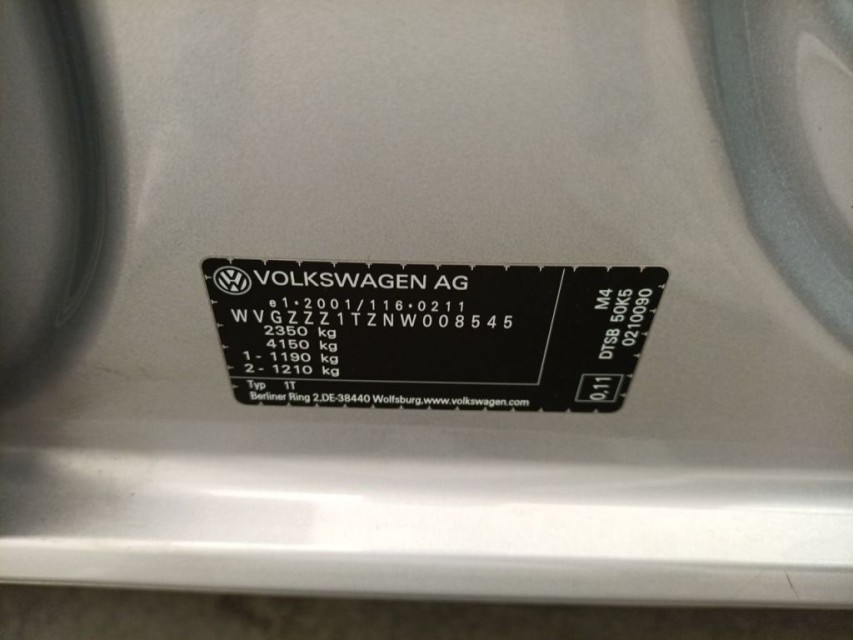 VOLKSWAGEN AG
e1*2001/116*0211
WVGZZZ1TZNW008545
2350 kg
4150 kg
1- 1190 kg
2- 1210 kg
Typ 1T
Berliner Ring 2,DE-38440 Wolfsburg,www.volkswagen.com
M4
DTSB 50K5
0210090
0,11